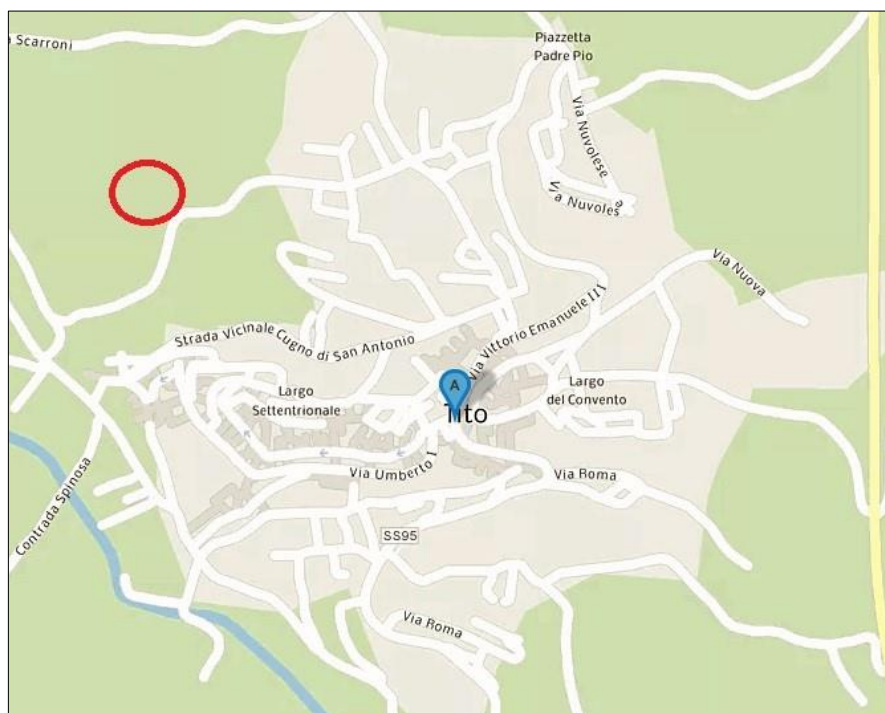 a Scarroni
Piazzetta
Padre Pio
Via Nuvolese
Via Nuvoles
Via Nuova
Via Vittorio Emanuele III
Strada Vicinale Cugno di San Antonio
A
Largo
Settentrionale
Largo
del Convento
Tito
Via Umberto I
Via Roma
Contrada Spinosa
SS95
Via Roma